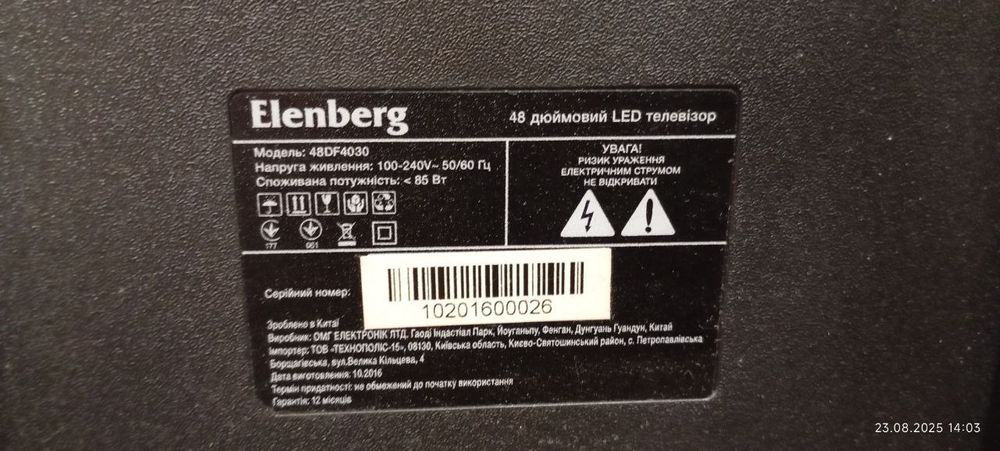 Elenberg
48 дюймовий LED телевізор
Модель: 48DF4030
Напруга живлення: 100-240V~ 50/60 Гц
Споживана потужність: < 85 Вт
УВАГА!
РИЗИК УРАЖЕННЯ
ЕЛЕКТРИЧНИМ СТРУМОМ
НЕ ВІДКРИВАТИ
177
061
Серійний номер:
10201600026
Зроблено в Китаї
Виробник: ОМГ ЕЛЕКТРОНІК ЛТД. Гаоді Індастіал Парк, Йоуганьпу, Фенган, Дунгуань Гуандун, Китай
Імпортер: ТОВ «ТЕХНОПОЛІС-15», 08130, Київська область, Києво-Святошинський район, с. Петропавлівська
Борщагівська, вул.Велика Кільцева, 4
Дата виготовлення: 10.2016
Термін придатності: не обмежений до початку використання
Гарантія: 12 місяців
23.08.2025 14:03